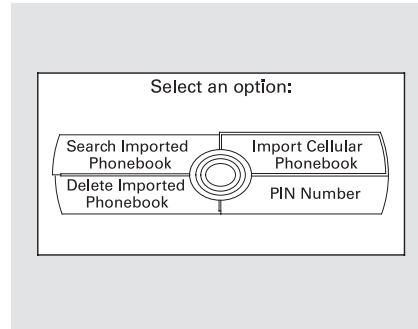 Select an option:
Search Imported
Phonebook
Import Cellular
Phonebook
Delete Imported
Phonebook
PIN Number